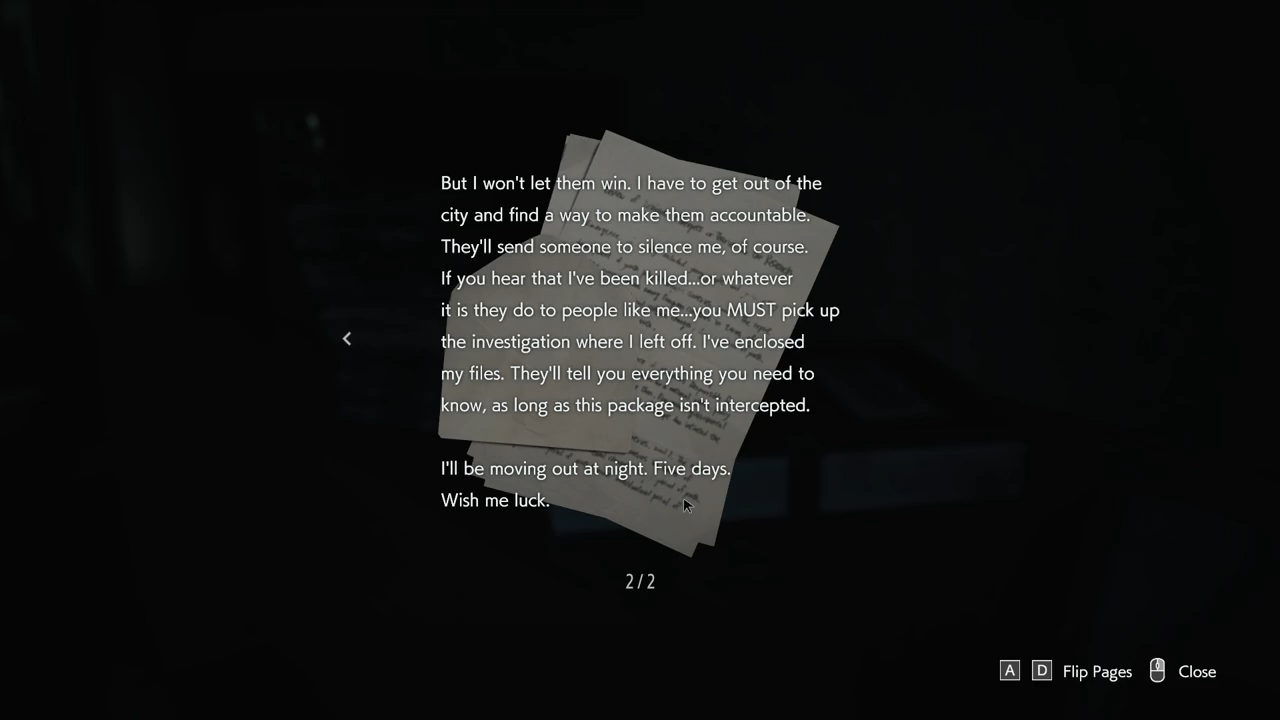 But I won't let them win. I have to get out of the
city and find a way to make them accountable.
They'll send someone to silence me, of course.
If you hear that I've been killed...or whatever
it is they do to people like me...you MUST pick up
the investigation where I left off. I've enclosed
my files. They'll tell you everything you need to
know, as long as this package isn't intercepted.
I'll be moving out at night. Five days.
Wish me luck.
2 / 2
A D Flip Pages Close